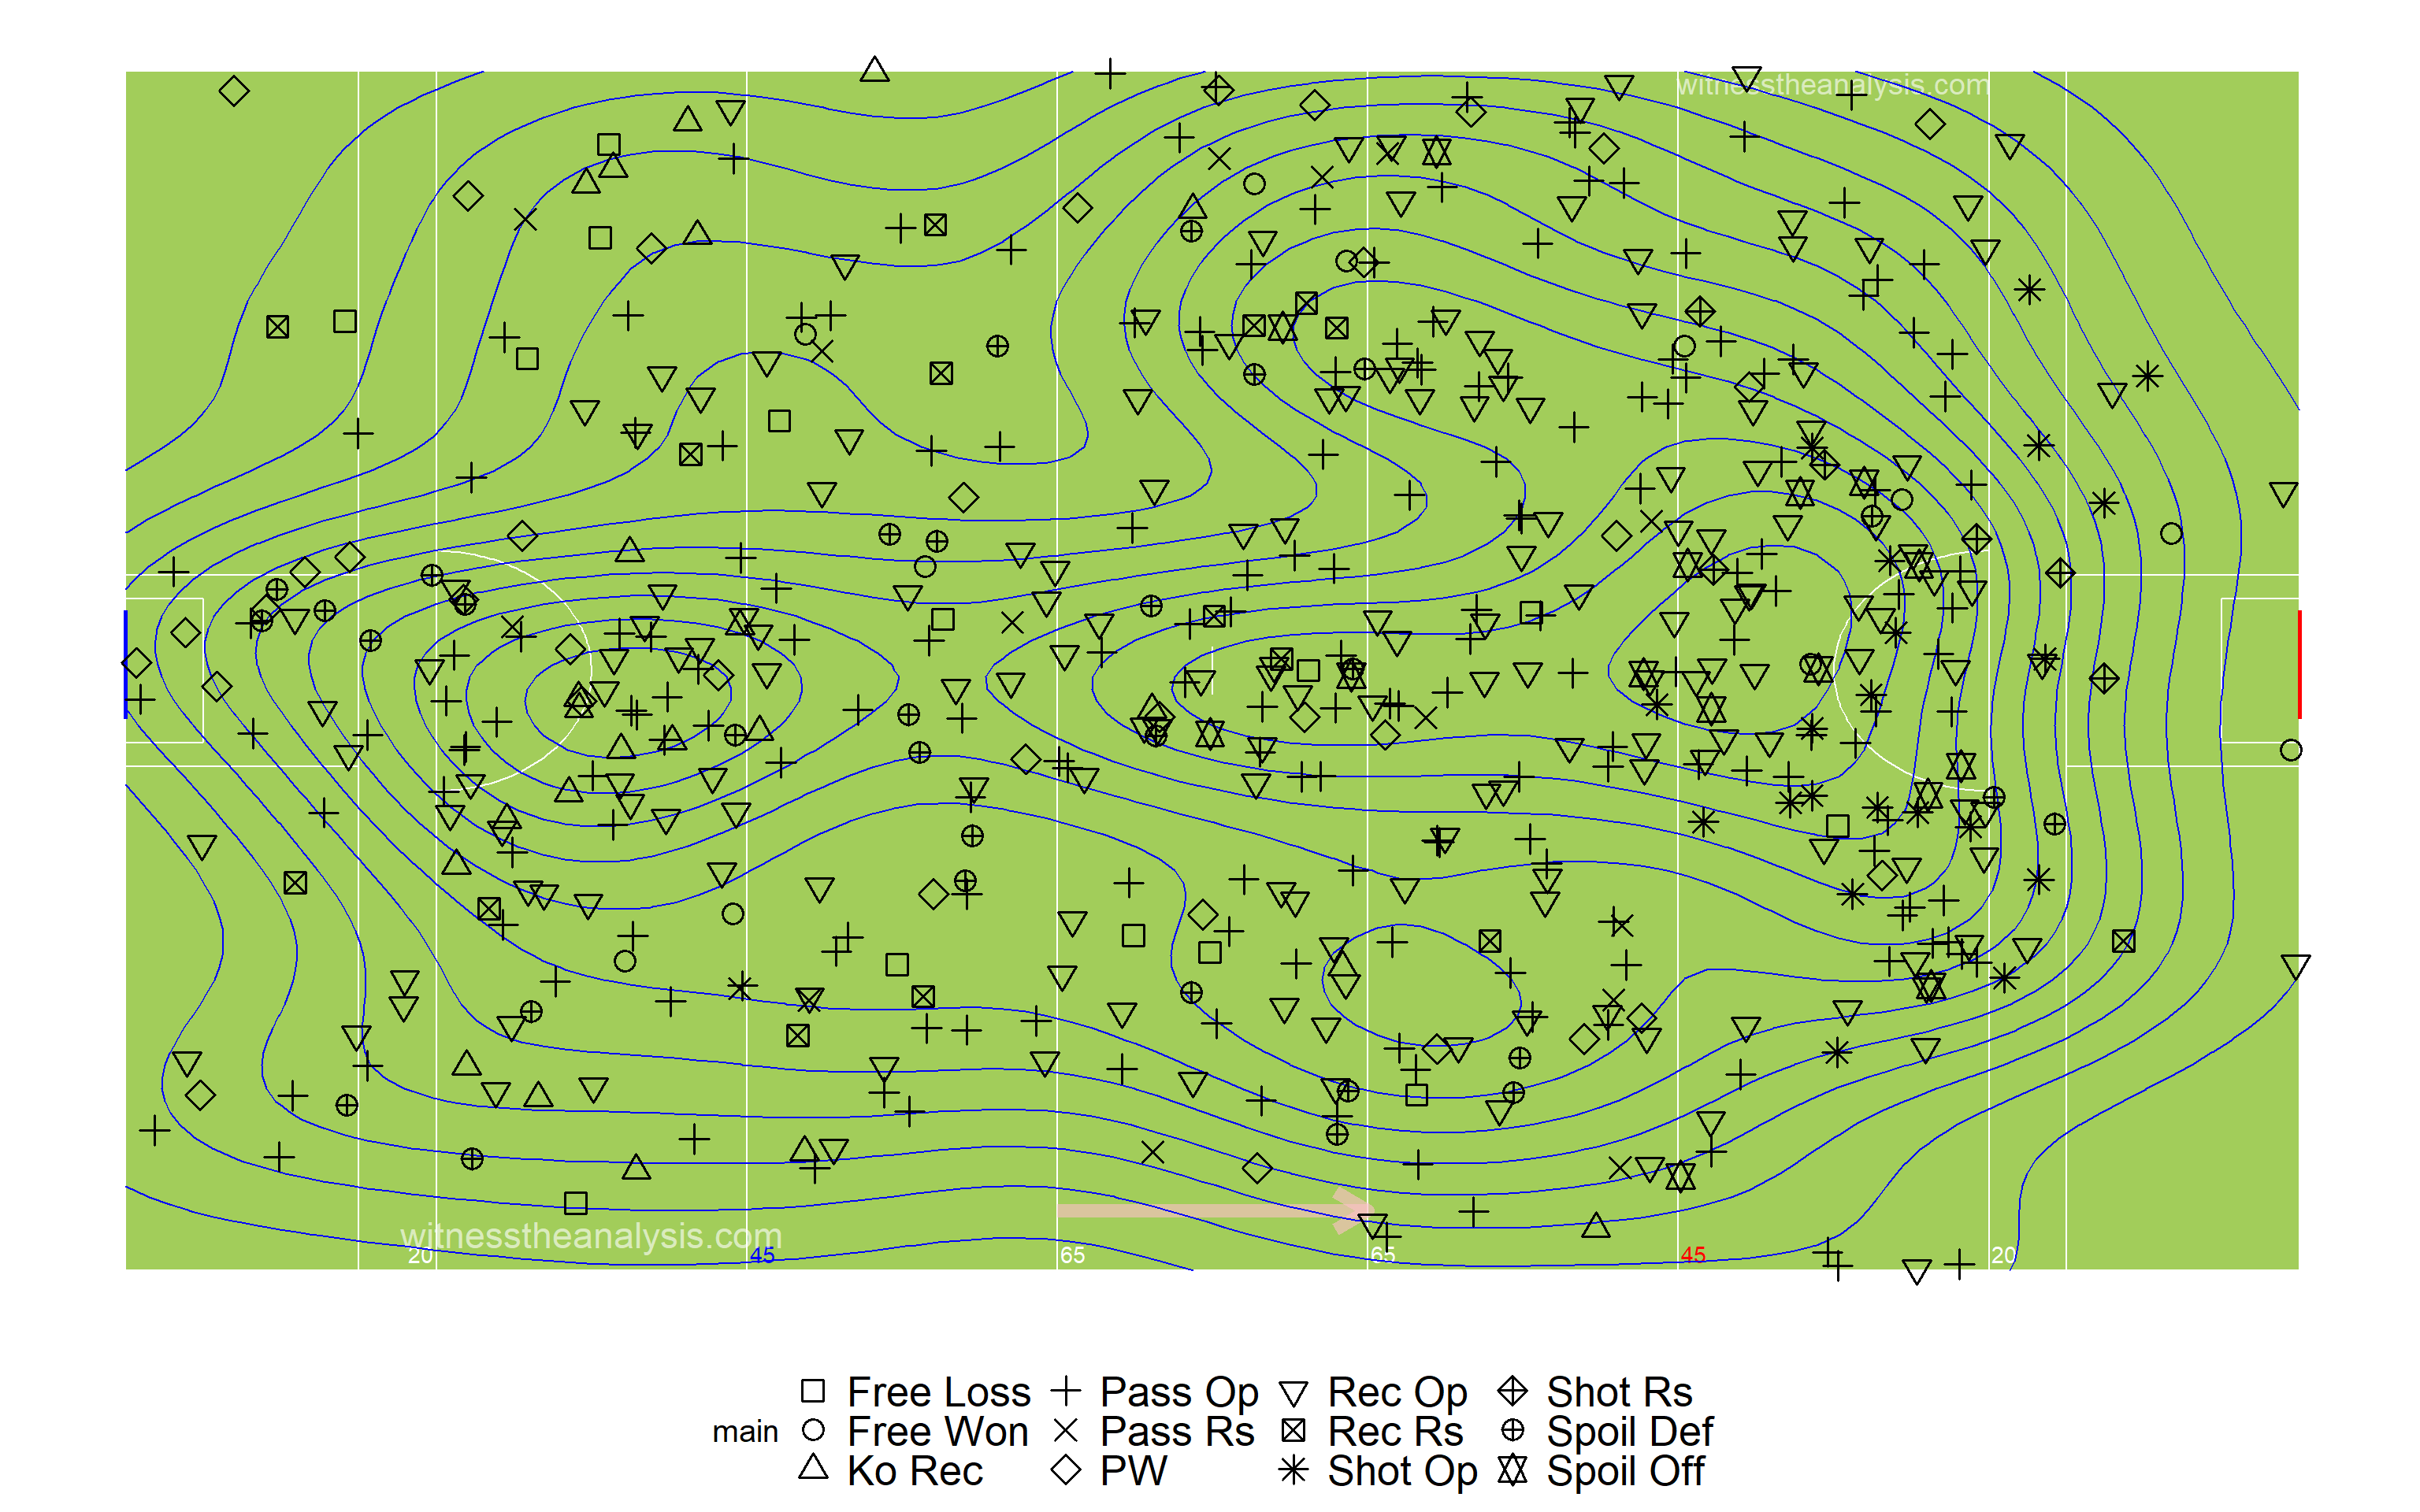 witnesstheanalysis.com
witnesstheanalysis.com
20 45 65 65 45 20
Free Loss Pass Op Rec Op Shot Rs
main Free Won Pass Rs Rec Rs Spoil Def
Ko Rec PW Shot Op Spoil Off